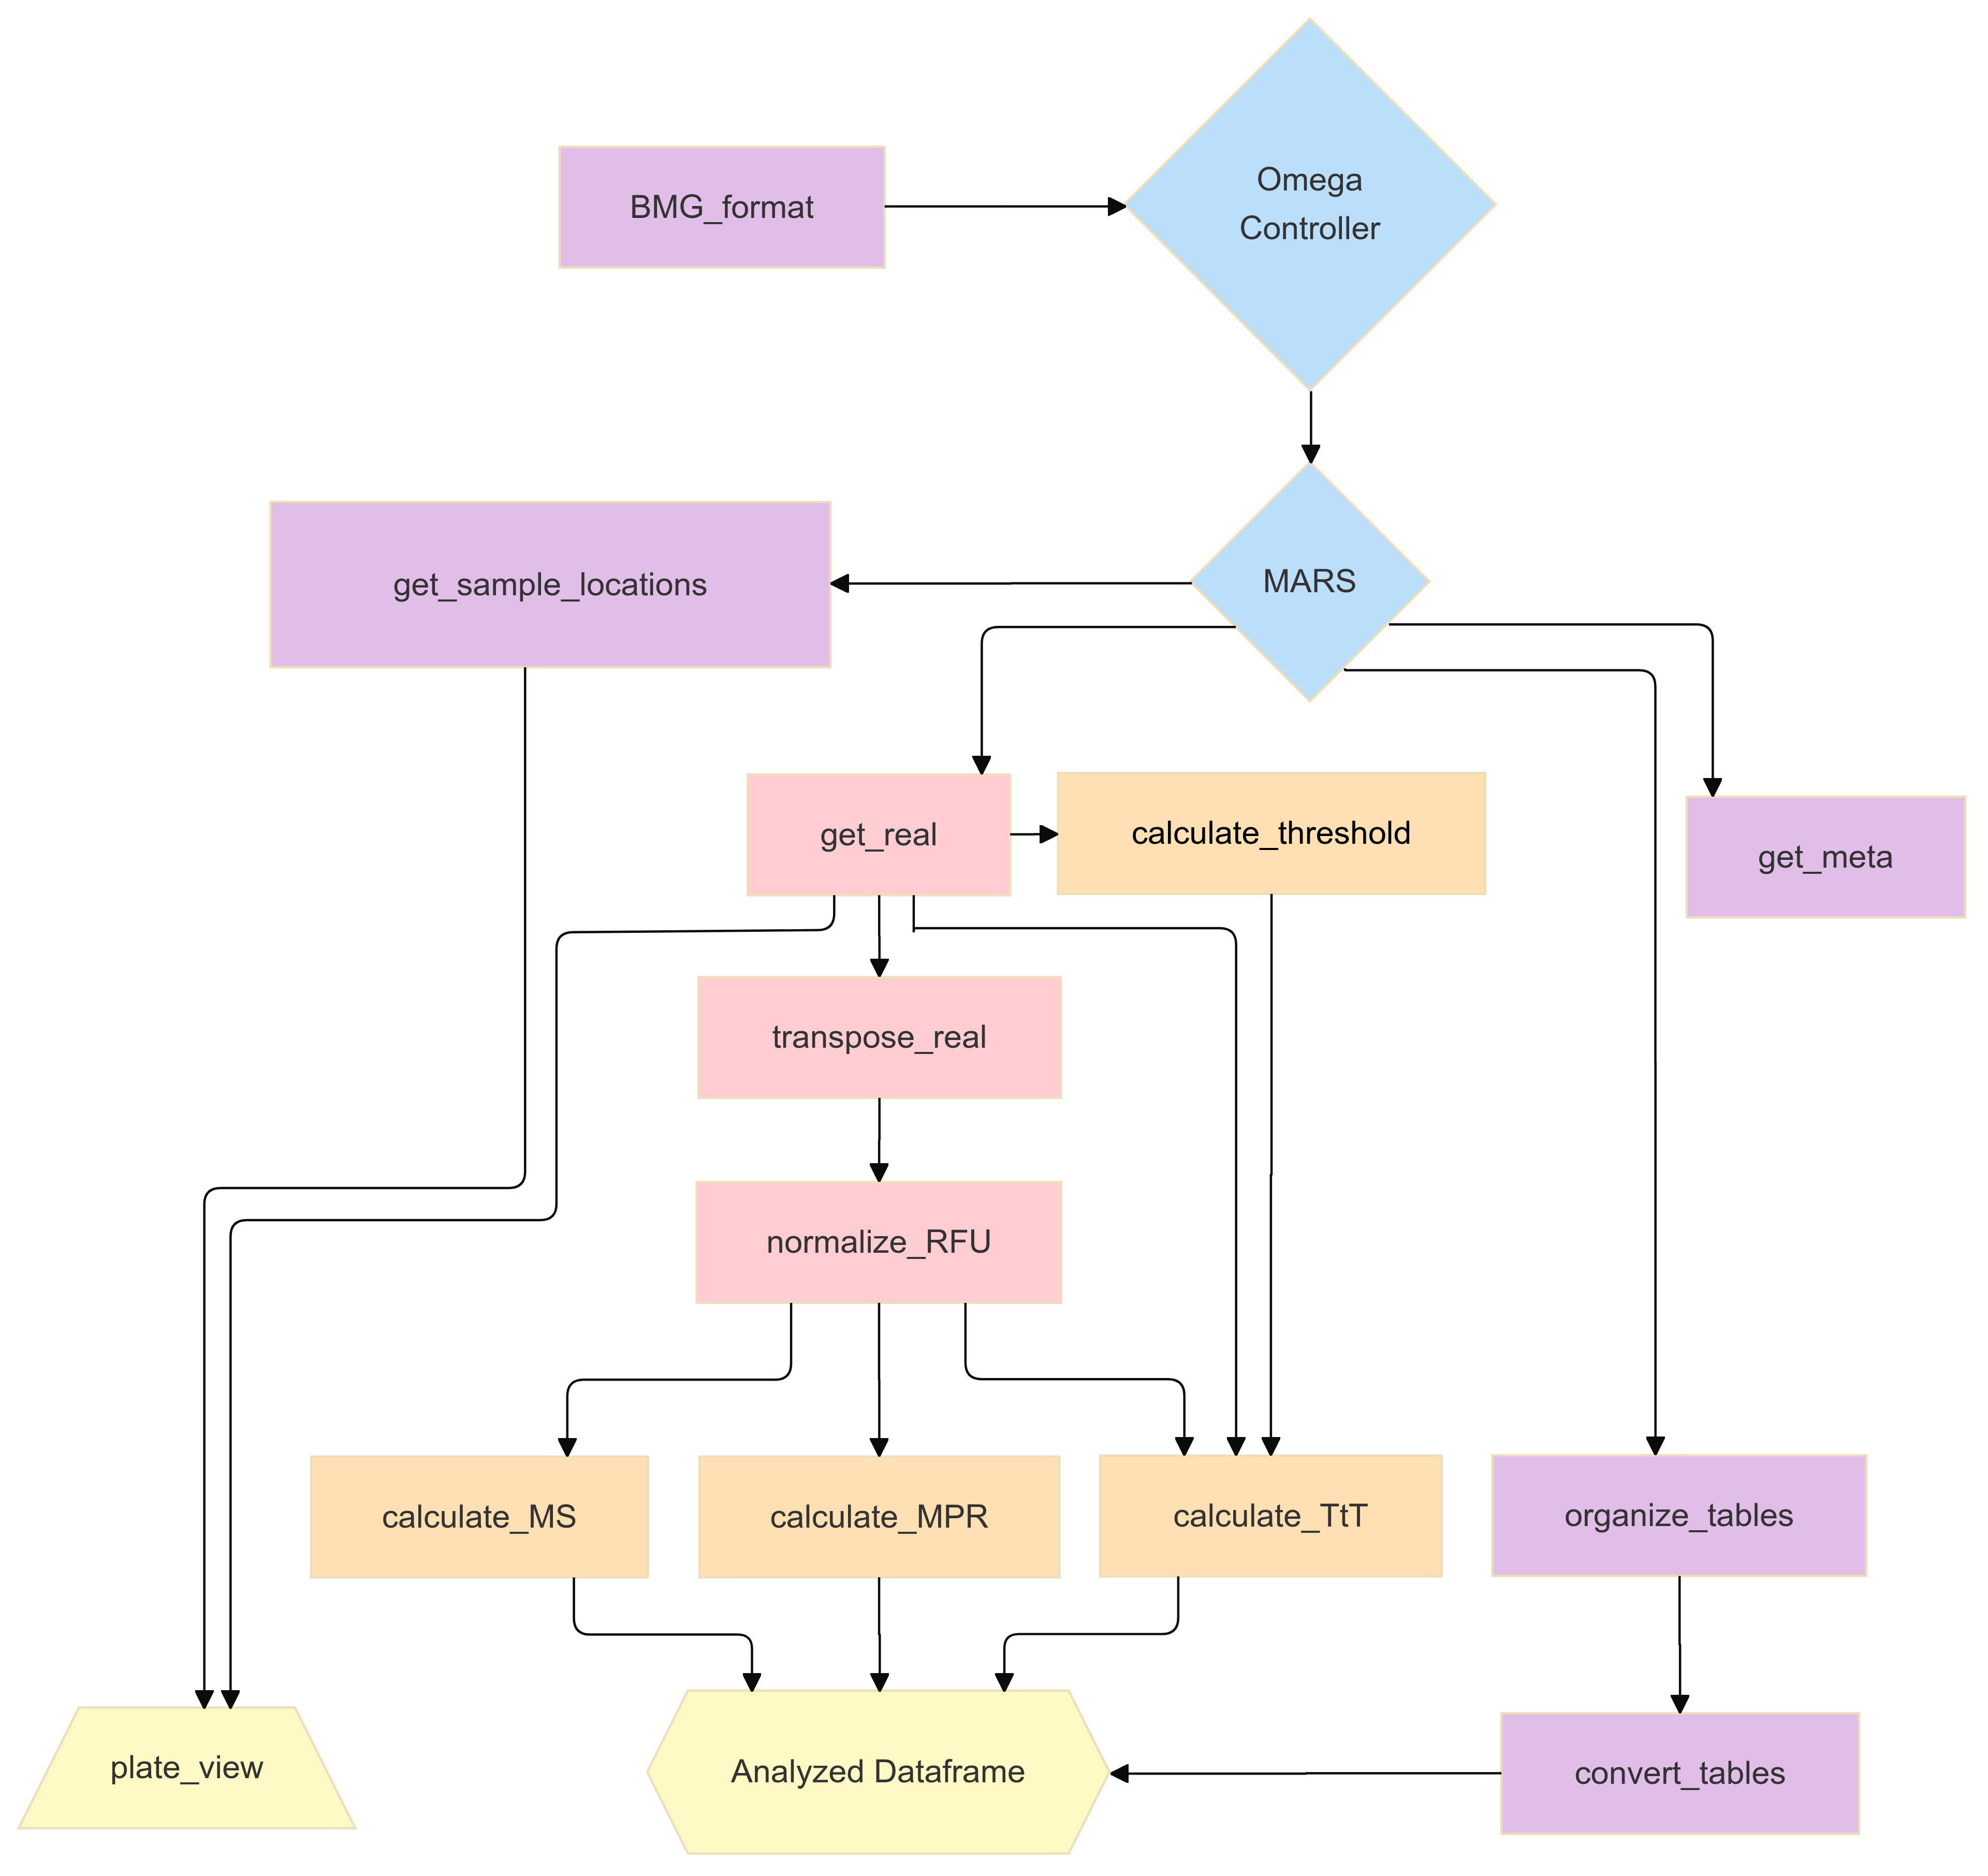 BMG_format
Omega
Controller
get_sample_locations
MARS
get_real
calculate_threshold
get_meta
transpose_real
normalize_RFU
calculate_MS
calculate_MPR
calculate_TtT
organize_tables
plate_view
Analyzed Dataframe
convert_tables